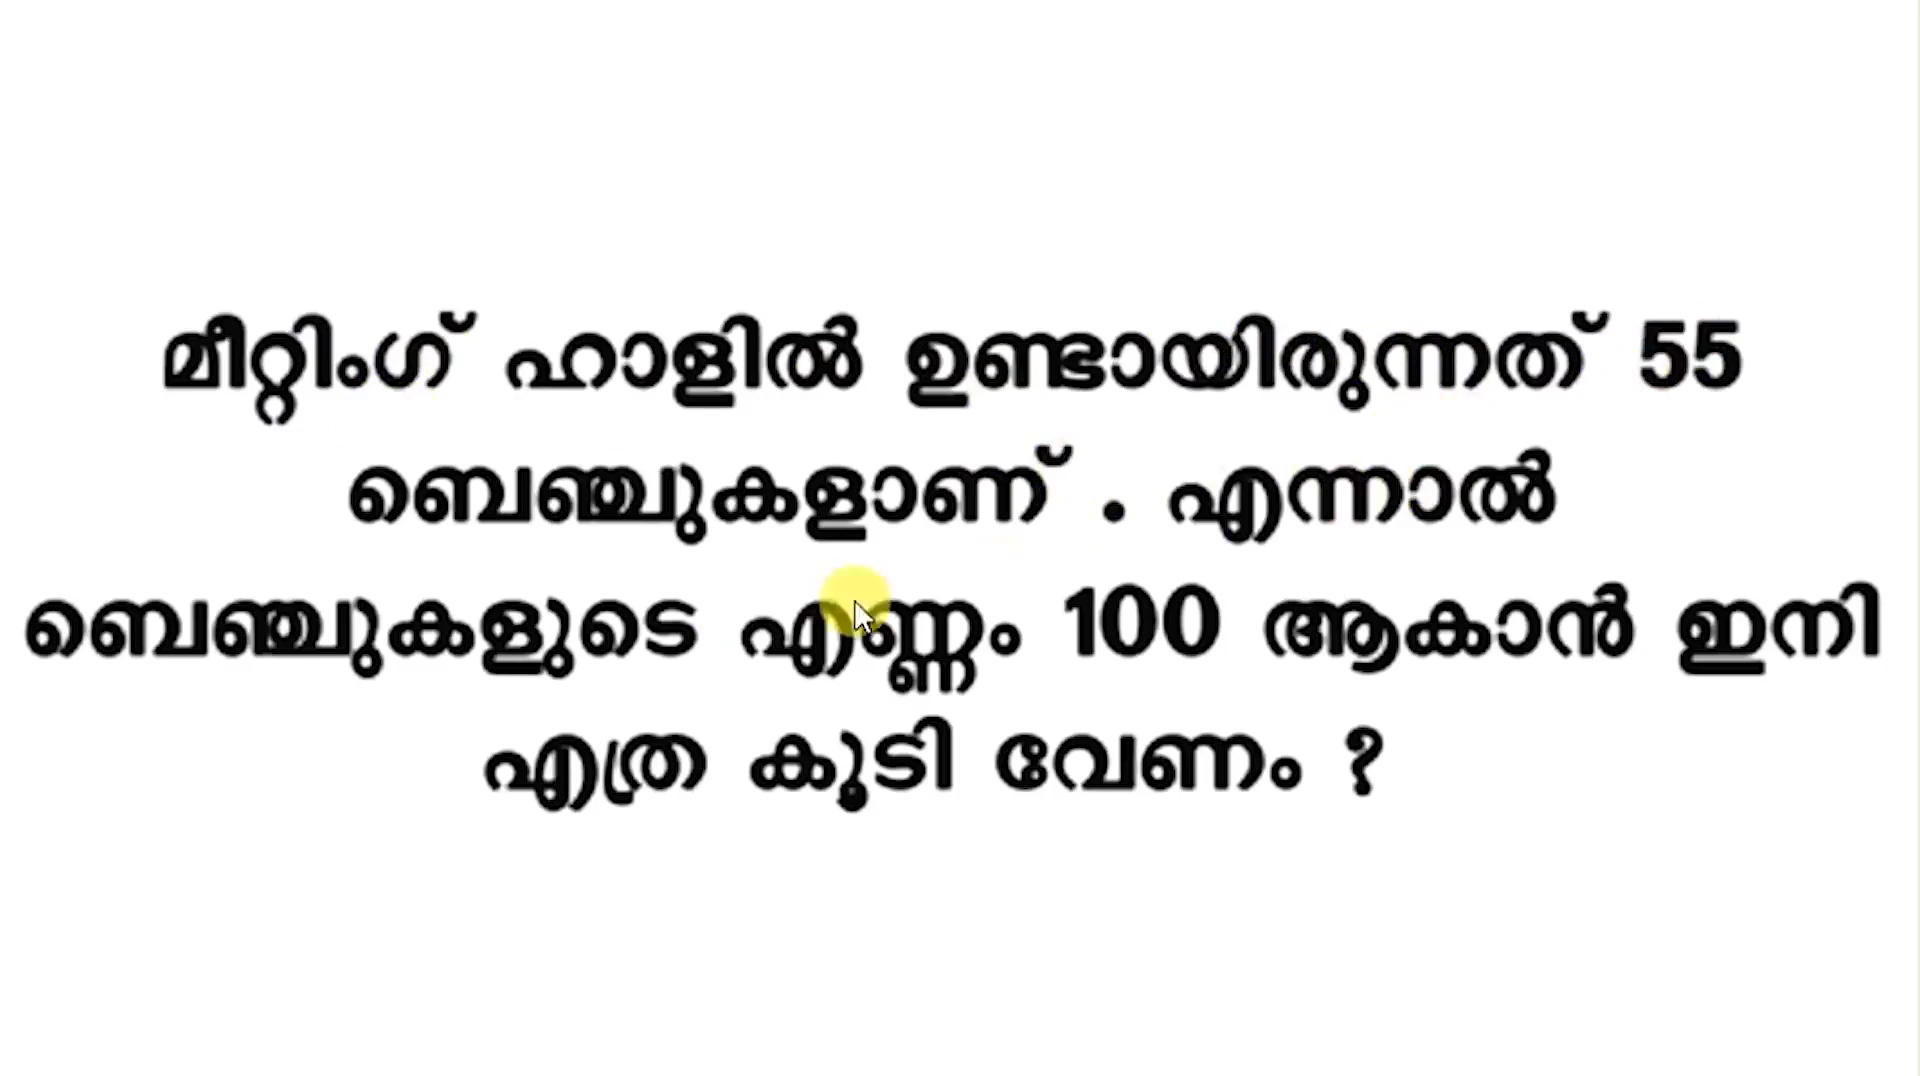 മീറ്റിംഗ് ഹാളിൽ ഉണ്ടായിരുന്നത് 55
ബെഞ്ചുകളാണ് . എന്നാൽ
ബെഞ്ചുകളുടെ എണ്ണം 100 ആകാൻ ഇനി
എത്ര കൂടി വേണം ?